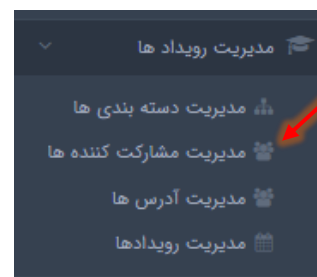 مدیریت رویداد ها
مدیریت دسته بندی ها
مدیریت مشارکت کننده ها
مدیریت آدرس ها
مدیریت رویدادها